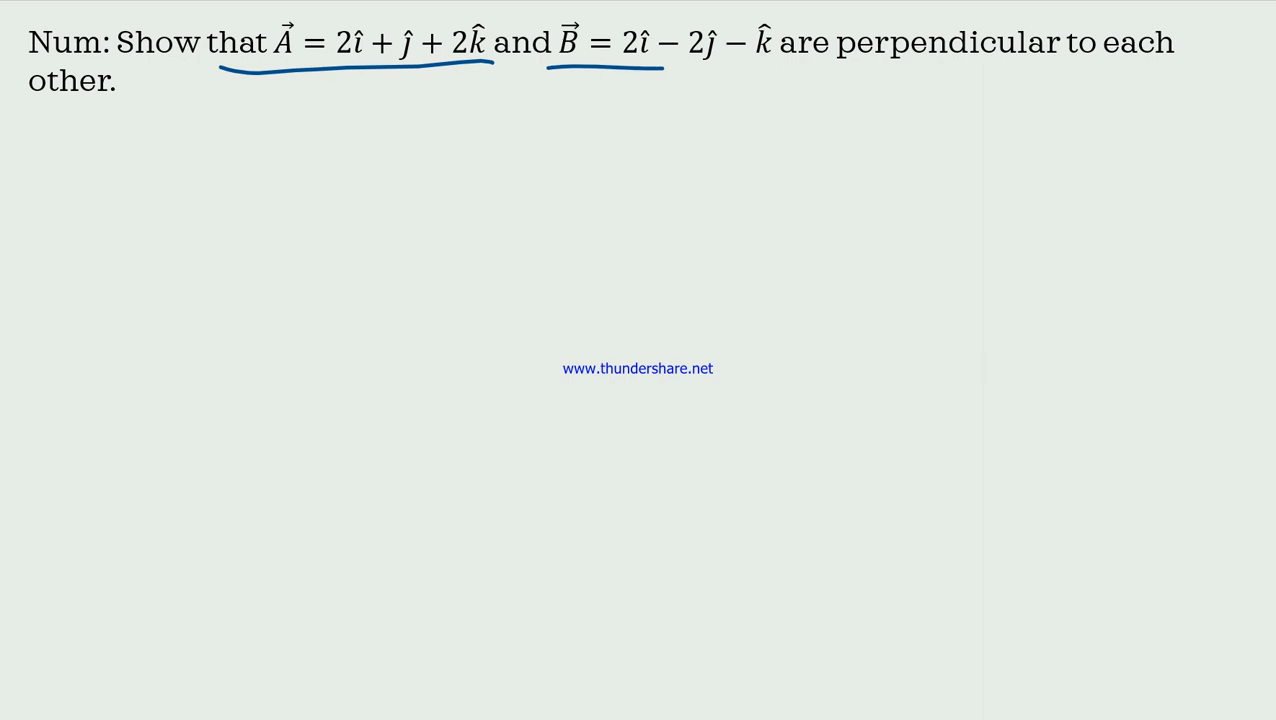 Num: Show that A⃗ = 2î + ĵ + 2k̂ and B⃗ = 2î − 2ĵ − k̂ are perpendicular to each
other.
www.thundershare.net